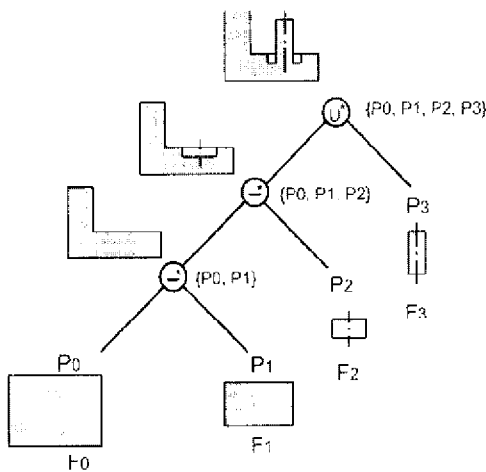 U* {P0, P1, P2, P3}
−* {P0, P1, P2}
P3
F3
−* {P0, P1}
P2
F2
P0
F0
P1
F1